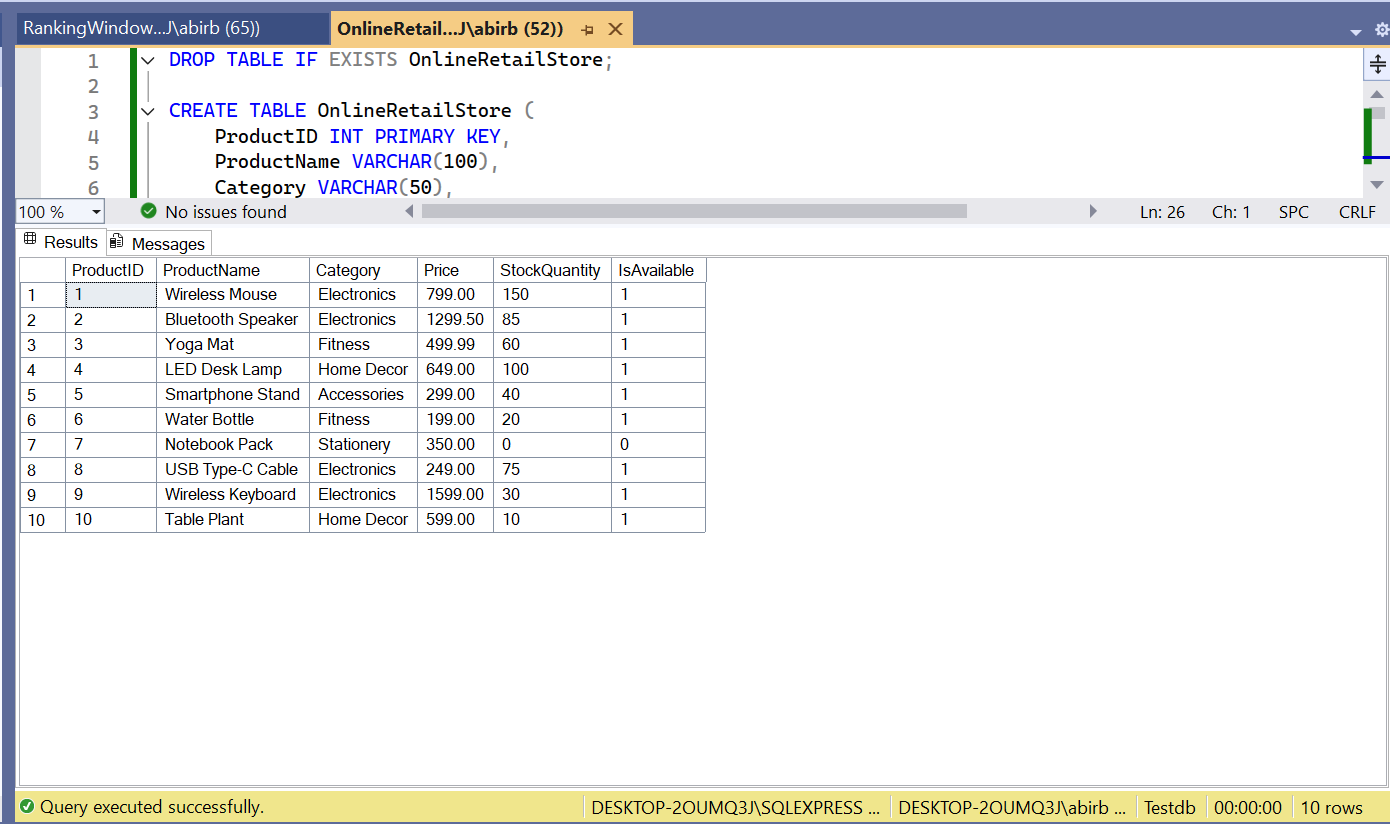 RankingWindow...J\abirb (65))
OnlineRetail...J\abirb (52))
1 DROP TABLE IF EXISTS OnlineRetailStore;
2
3 CREATE TABLE OnlineRetailStore (
4 ProductID INT PRIMARY KEY,
5 ProductName VARCHAR(100),
6 Category VARCHAR(50),
100 % No issues found Ln: 26 Ch: 1 SPC CRLF
Results Messages
ProductID ProductName Category Price StockQuantity IsAvailable
1 1 Wireless Mouse Electronics 799.00 150 1
2 2 Bluetooth Speaker Electronics 1299.50 85 1
3 3 Yoga Mat Fitness 499.99 60 1
4 4 LED Desk Lamp Home Decor 649.00 100 1
5 5 Smartphone Stand Accessories 299.00 40 1
6 6 Water Bottle Fitness 199.00 20 1
7 7 Notebook Pack Stationery 350.00 0 0
8 8 USB Type-C Cable Electronics 249.00 75 1
9 9 Wireless Keyboard Electronics 1599.00 30 1
10 10 Table Plant Home Decor 599.00 10 1
Query executed successfully. DESKTOP-2OUMQ3J\SQLEXPRESS ... DESKTOP-2OUMQ3J\abirb ... Testdb 00:00:00 10 rows